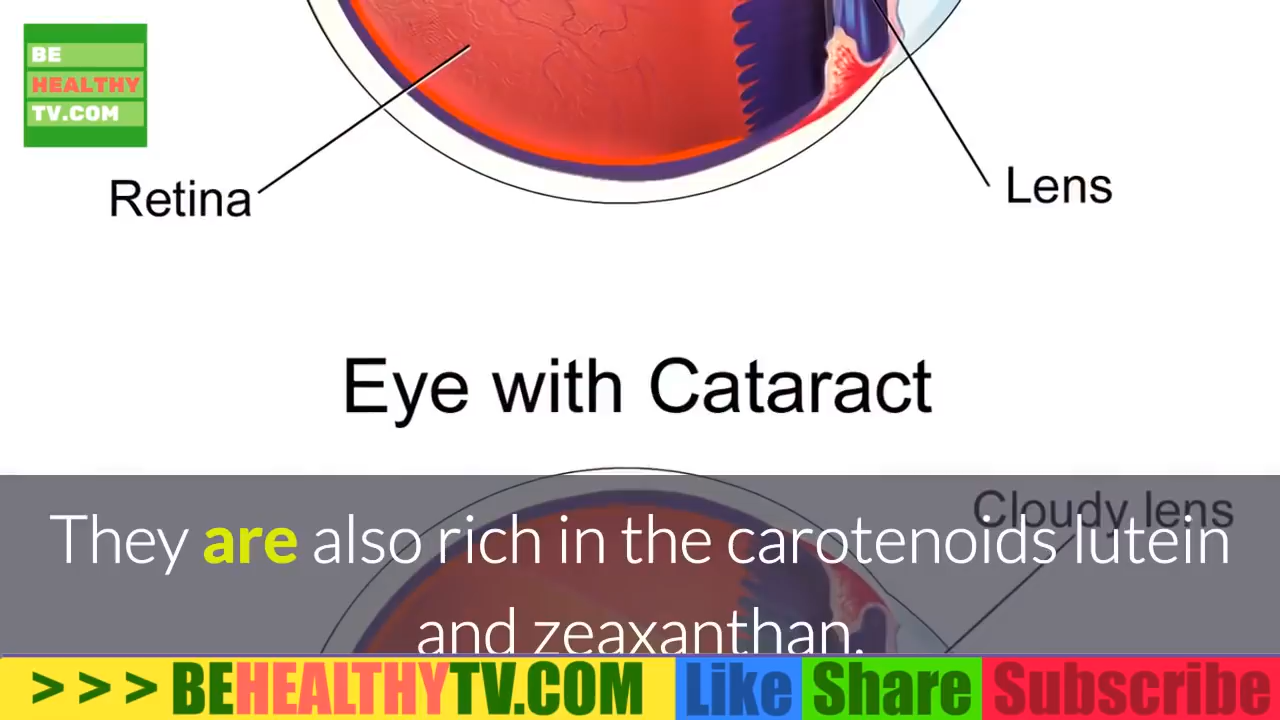 BE
HEALTHY
TV.COM
Retina
Lens
Eye with Cataract
Cloudy lens
They are also rich in the carotenoids lutein
and zeaxanthan.
> > > BEHEALTHYTV.COM Like Share Subscribe